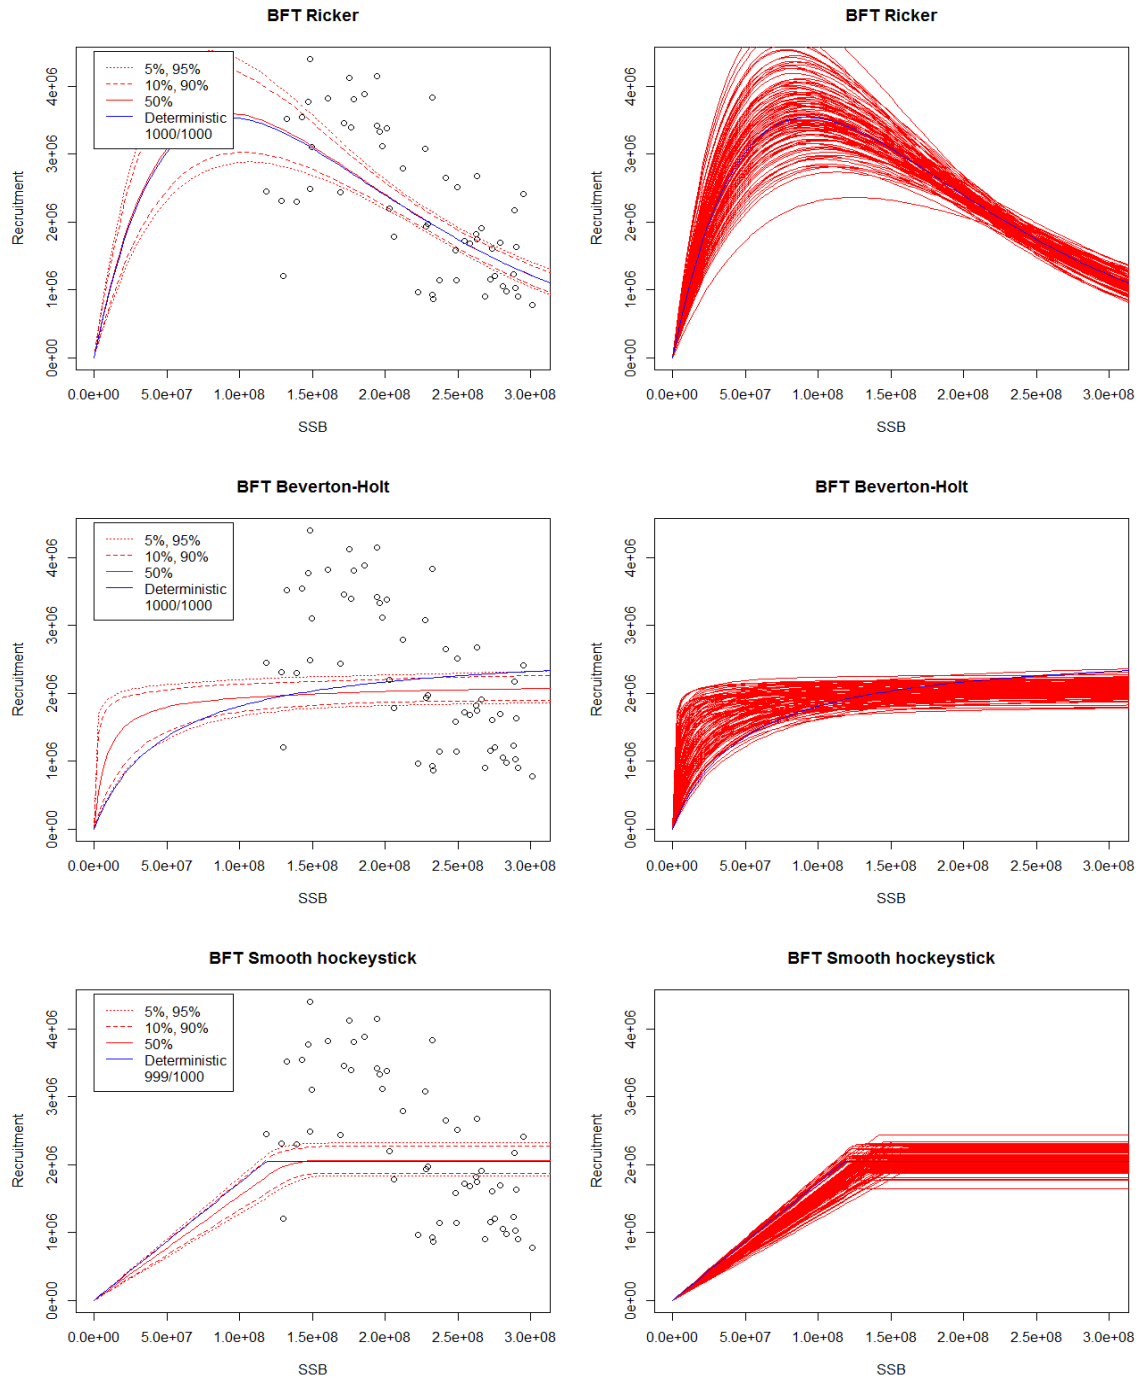 BFT Ricker
5%, 95%
10%, 90%
50%
Deterministic
1000/1000
Recruitment
0e+00 1e+06 2e+06 3e+06 4e+06
0.0e+00 5.0e+07 1.0e+08 1.5e+08 2.0e+08 2.5e+08 3.0e+08
SSB
BFT Ricker
Recruitment
0e+00 1e+06 2e+06 3e+06 4e+06
0.0e+00 5.0e+07 1.0e+08 1.5e+08 2.0e+08 2.5e+08 3.0e+08
SSB
BFT Beverton-Holt
5%, 95%
10%, 90%
50%
Deterministic
1000/1000
Recruitment
0e+00 1e+06 2e+06 3e+06 4e+06
0.0e+00 5.0e+07 1.0e+08 1.5e+08 2.0e+08 2.5e+08 3.0e+08
SSB
BFT Beverton-Holt
Recruitment
0e+00 1e+06 2e+06 3e+06 4e+06
0.0e+00 5.0e+07 1.0e+08 1.5e+08 2.0e+08 2.5e+08 3.0e+08
SSB
BFT Smooth hockeystick
5%, 95%
10%, 90%
50%
Deterministic
999/1000
Recruitment
0e+00 1e+06 2e+06 3e+06 4e+06
0.0e+00 5.0e+07 1.0e+08 1.5e+08 2.0e+08 2.5e+08 3.0e+08
SSB
BFT Smooth hockeystick
Recruitment
0e+00 1e+06 2e+06 3e+06 4e+06
0.0e+00 5.0e+07 1.0e+08 1.5e+08 2.0e+08 2.5e+08 3.0e+08
SSB